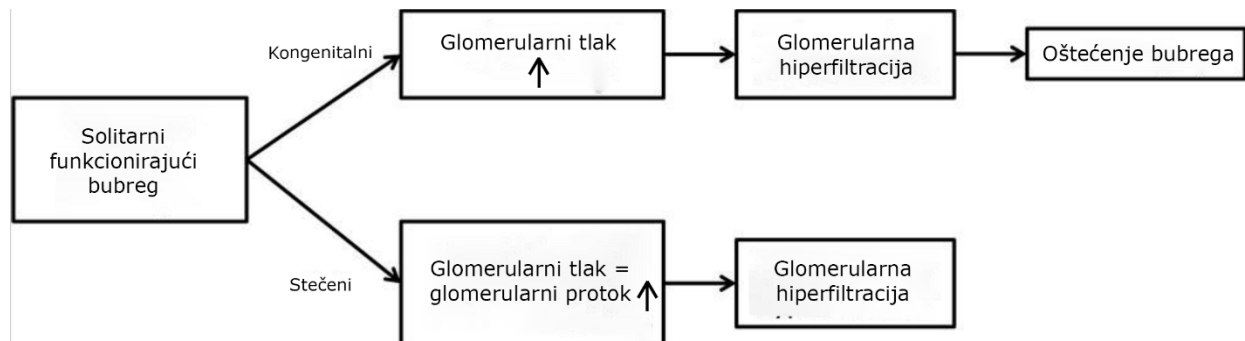 Solitarni
funkcionirajući
bubreg
Kongenitalni
Glomerularni tlak
↑
Glomerularna
hiperfiltracija
Oštećenje bubrega
Stečeni
Glomerularni tlak =
glomerularni protok ↑
Glomerularna
hiperfiltracija